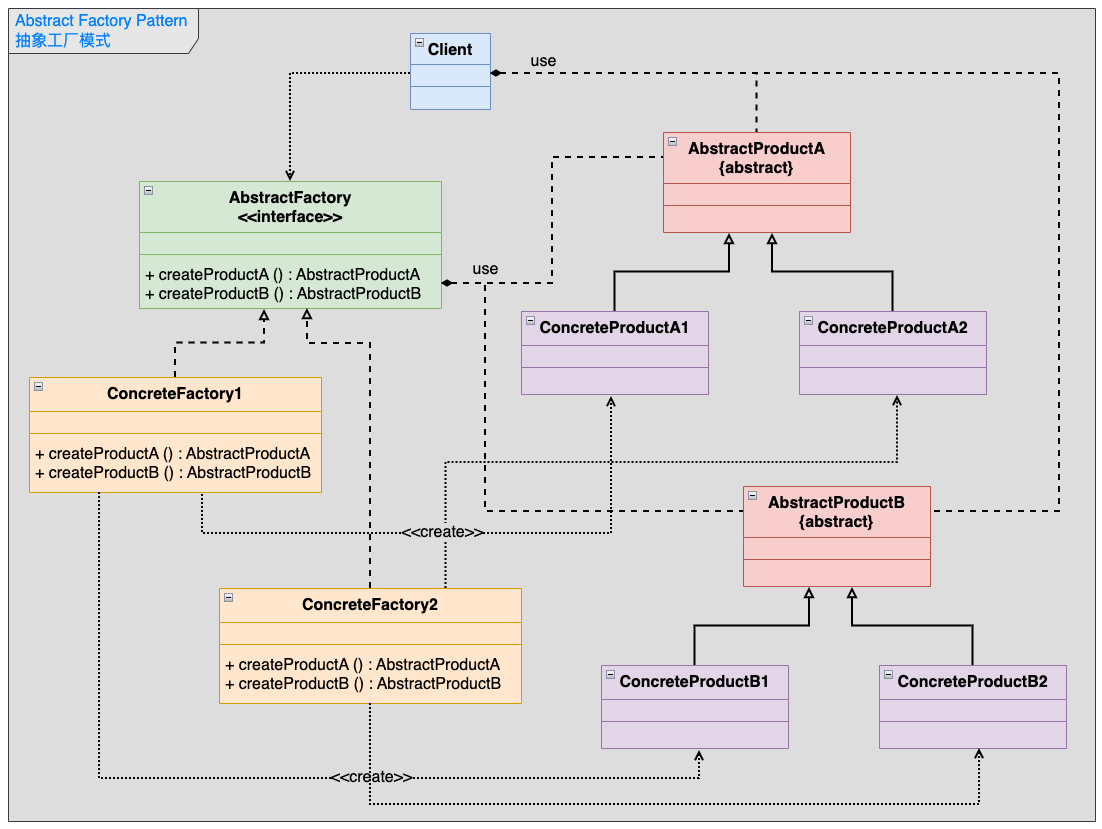 Abstract Factory Pattern
抽象工厂模式
Client
use
AbstractProductA
{abstract}
AbstractFactory
<<interface>>
+ createProductA () : AbstractProductA
+ createProductB () : AbstractProductB
use
ConcreteProductA1
ConcreteProductA2
ConcreteFactory1
+ createProductA () : AbstractProductA
+ createProductB () : AbstractProductB
AbstractProductB
{abstract}
<<create>>
ConcreteFactory2
+ createProductA () : AbstractProductA
+ createProductB () : AbstractProductB
ConcreteProductB1
ConcreteProductB2
<<create>>